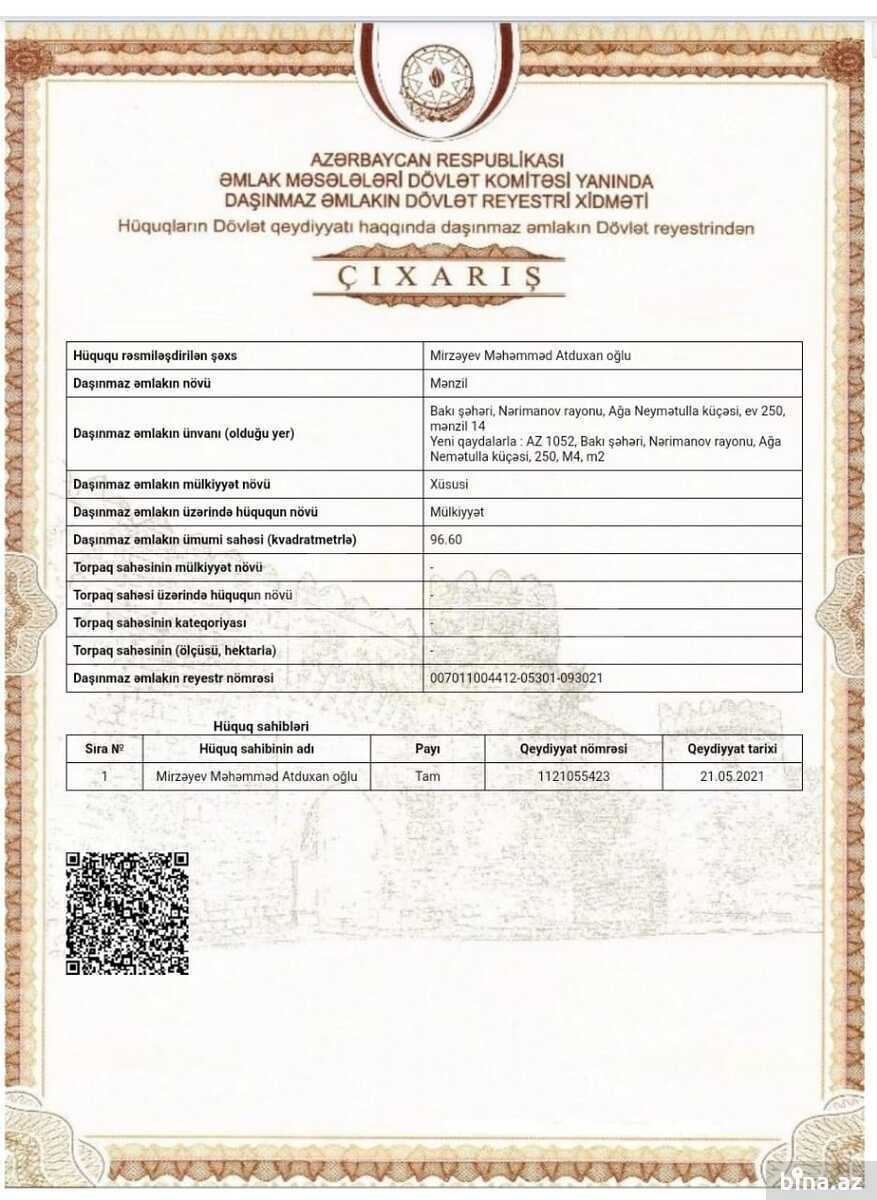 AZƏRBAYCAN RESPUBLİKASI
ƏMLAK MƏSƏLƏLƏRİ DÖVLƏT KOMİTƏSİ YANINDA
DAŞINMAZ ƏMLAKIN DÖVLƏT REYESTRİ XİDMƏTİ
Hüquqların Dövlət qeydiyyatı haqqında daşınmaz əmlakın Dövlət reyestrindən
ÇIXARIŞ
Hüququ rəsmiləşdirilən şəxs Mirzəyev Məhəmməd Atduxan oğlu
Daşınmaz əmlakın növü Mənzil
Daşınmaz əmlakın ünvanı (olduğu yer) Bakı şəhəri, Nərimanov rayonu, Ağa Neymətulla küçəsi, ev 250,
mənzil 14
Yeni qaydalarla : AZ 1052, Bakı şəhəri, Nərimanov rayonu, Ağa
Nemətulla küçəsi, 250, M4, m2
Daşınmaz əmlakın mülkiyyət növü Xüsusi
Daşınmaz əmlakın üzərində hüququn növü Mülkiyyət
Daşınmaz əmlakın ümumi sahəsi (kvadratmetrlə) 96.60
Torpaq sahəsinin mülkiyyət növü -
Torpaq sahəsi üzərində hüququn növü -
Torpaq sahəsinin kateqoriyası -
Torpaq sahəsinin (ölçüsü, hektarla) -
Daşınmaz əmlakın reyestr nömrəsi 007011004412-05301-093021
Hüquq sahibləri
Sıra № Hüquq sahibinin adı Payı Qeydiyyat nömrəsi Qeydiyyat tarixi
1 Mirzəyev Məhəmməd Atduxan oğlu Tam 1121055423 21.05.2021
bina.az